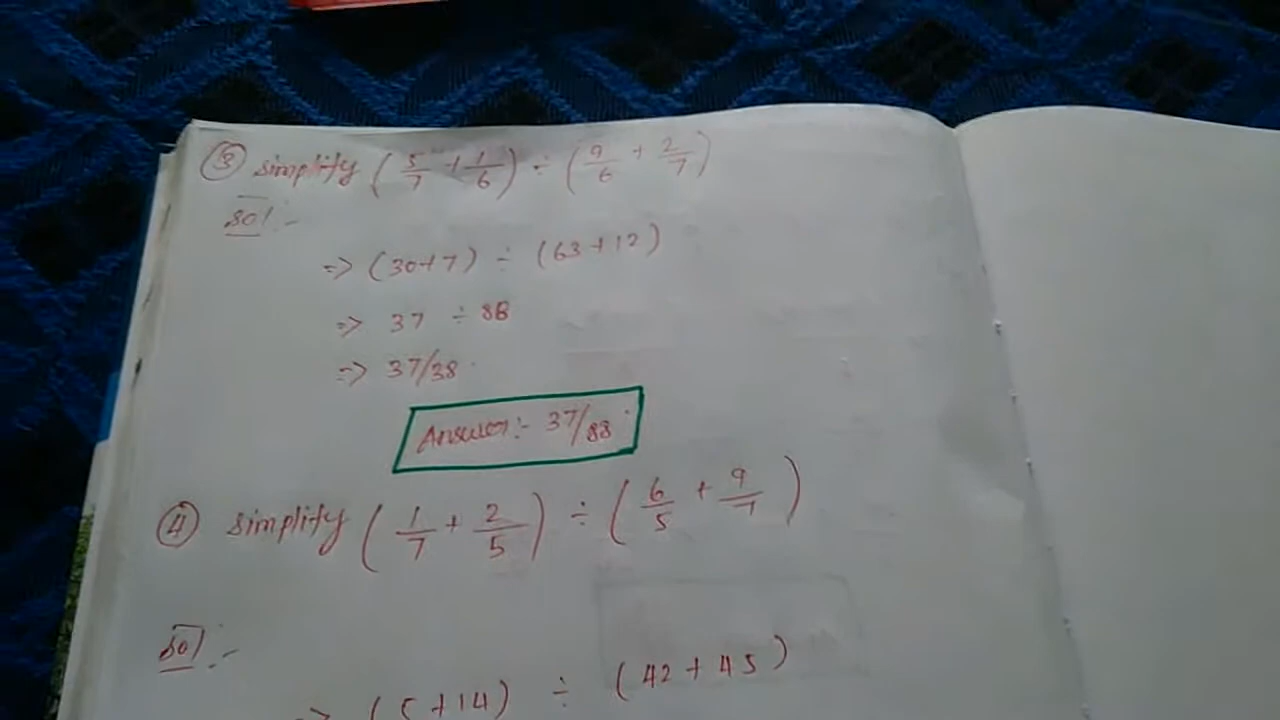 ③ simplify (5/7 + 1/6) ÷ (9/6 + 2/7)
Sol :-
=> (30+7) ÷ (63+12)
=> 37 ÷ 88
=> 37/38
Answer :- 37/88
④ simplify (1/7 + 2/5) ÷ (6/5 + 9/7)
Sol :-
=> (5+14) ÷ (42+45)